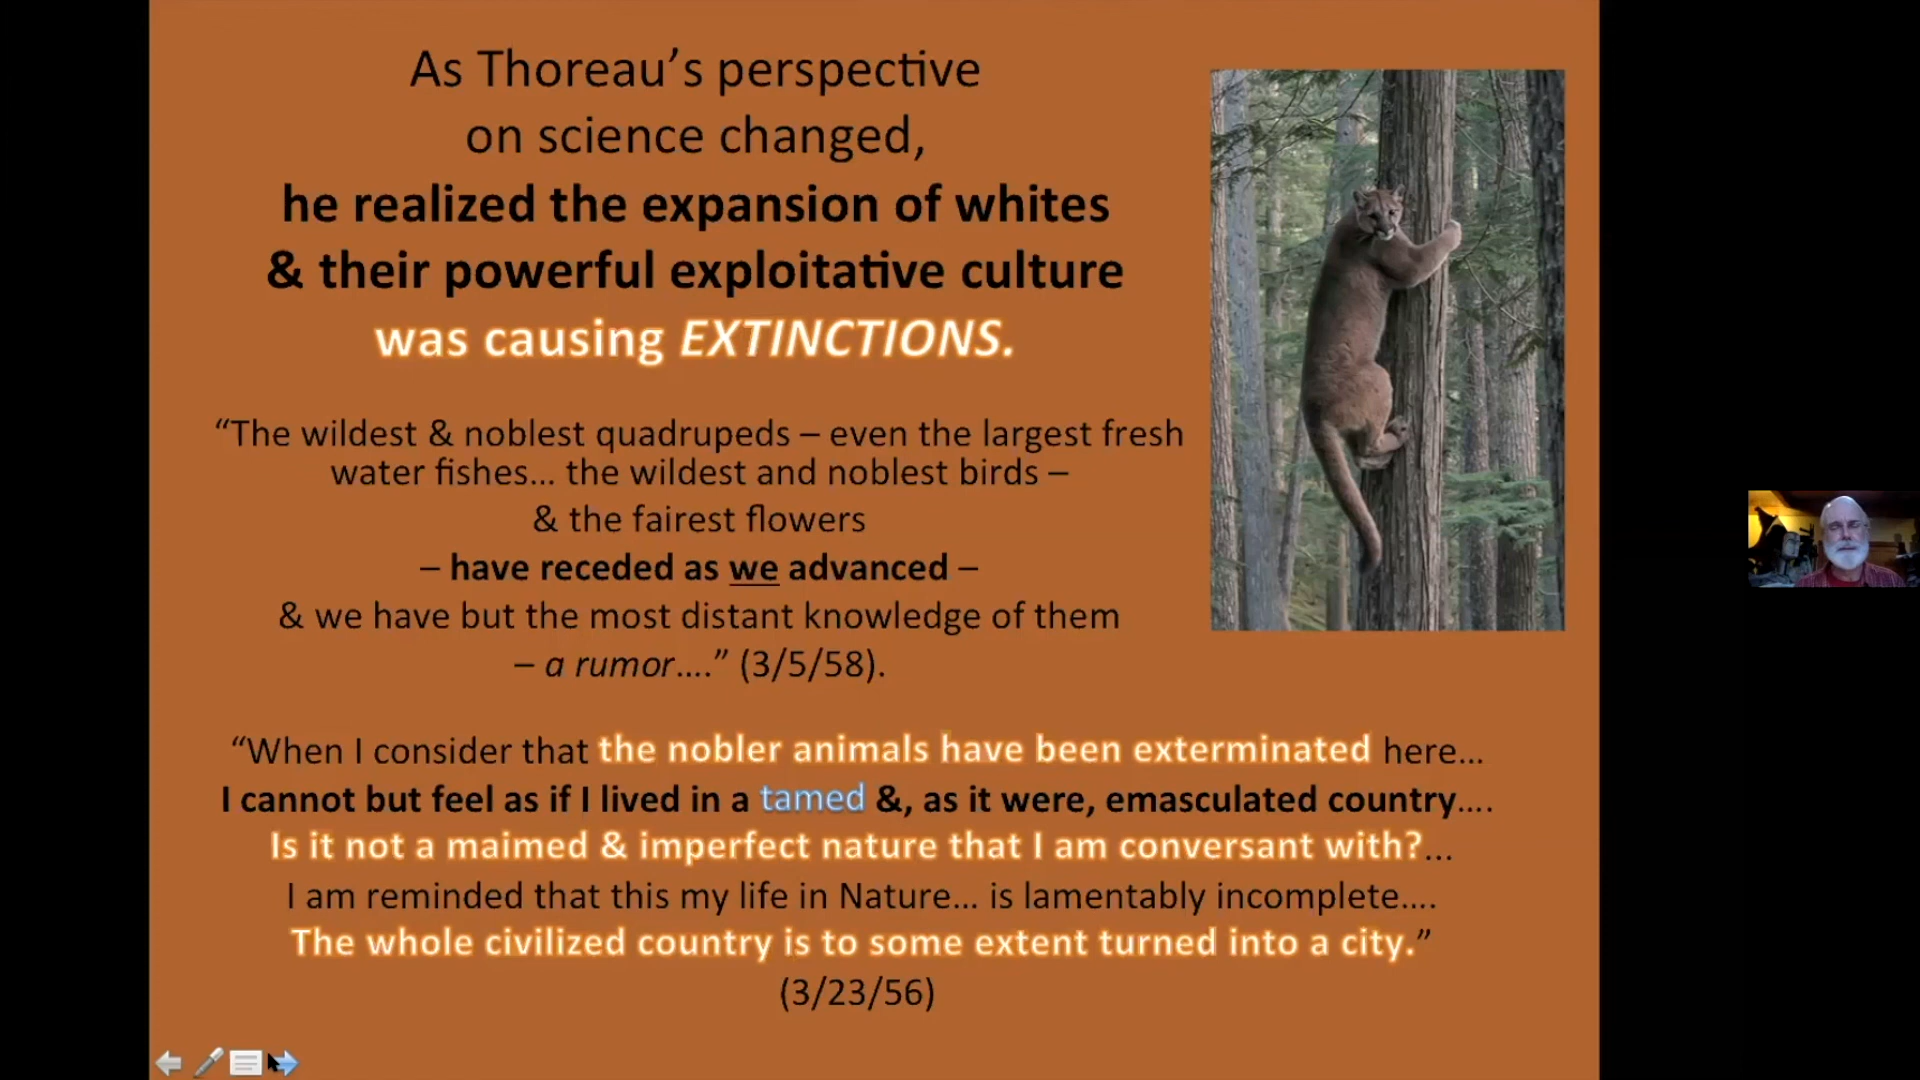 As Thoreau’s perspective
on science changed,
he realized the expansion of whites
& their powerful exploitative culture
was causing EXTINCTIONS.
“The wildest & noblest quadrupeds – even the largest fresh
water fishes... the wildest and noblest birds –
& the fairest flowers
– have receded as we advanced –
& we have but the most distant knowledge of them
– a rumor....” (3/5/58).
“When I consider that the nobler animals have been exterminated here...
I cannot but feel as if I lived in a tamed &, as it were, emasculated country....
Is it not a maimed & imperfect nature that I am conversant with?...
I am reminded that this my life in Nature... is lamentably incomplete....
The whole civilized country is to some extent turned into a city.”
(3/23/56)